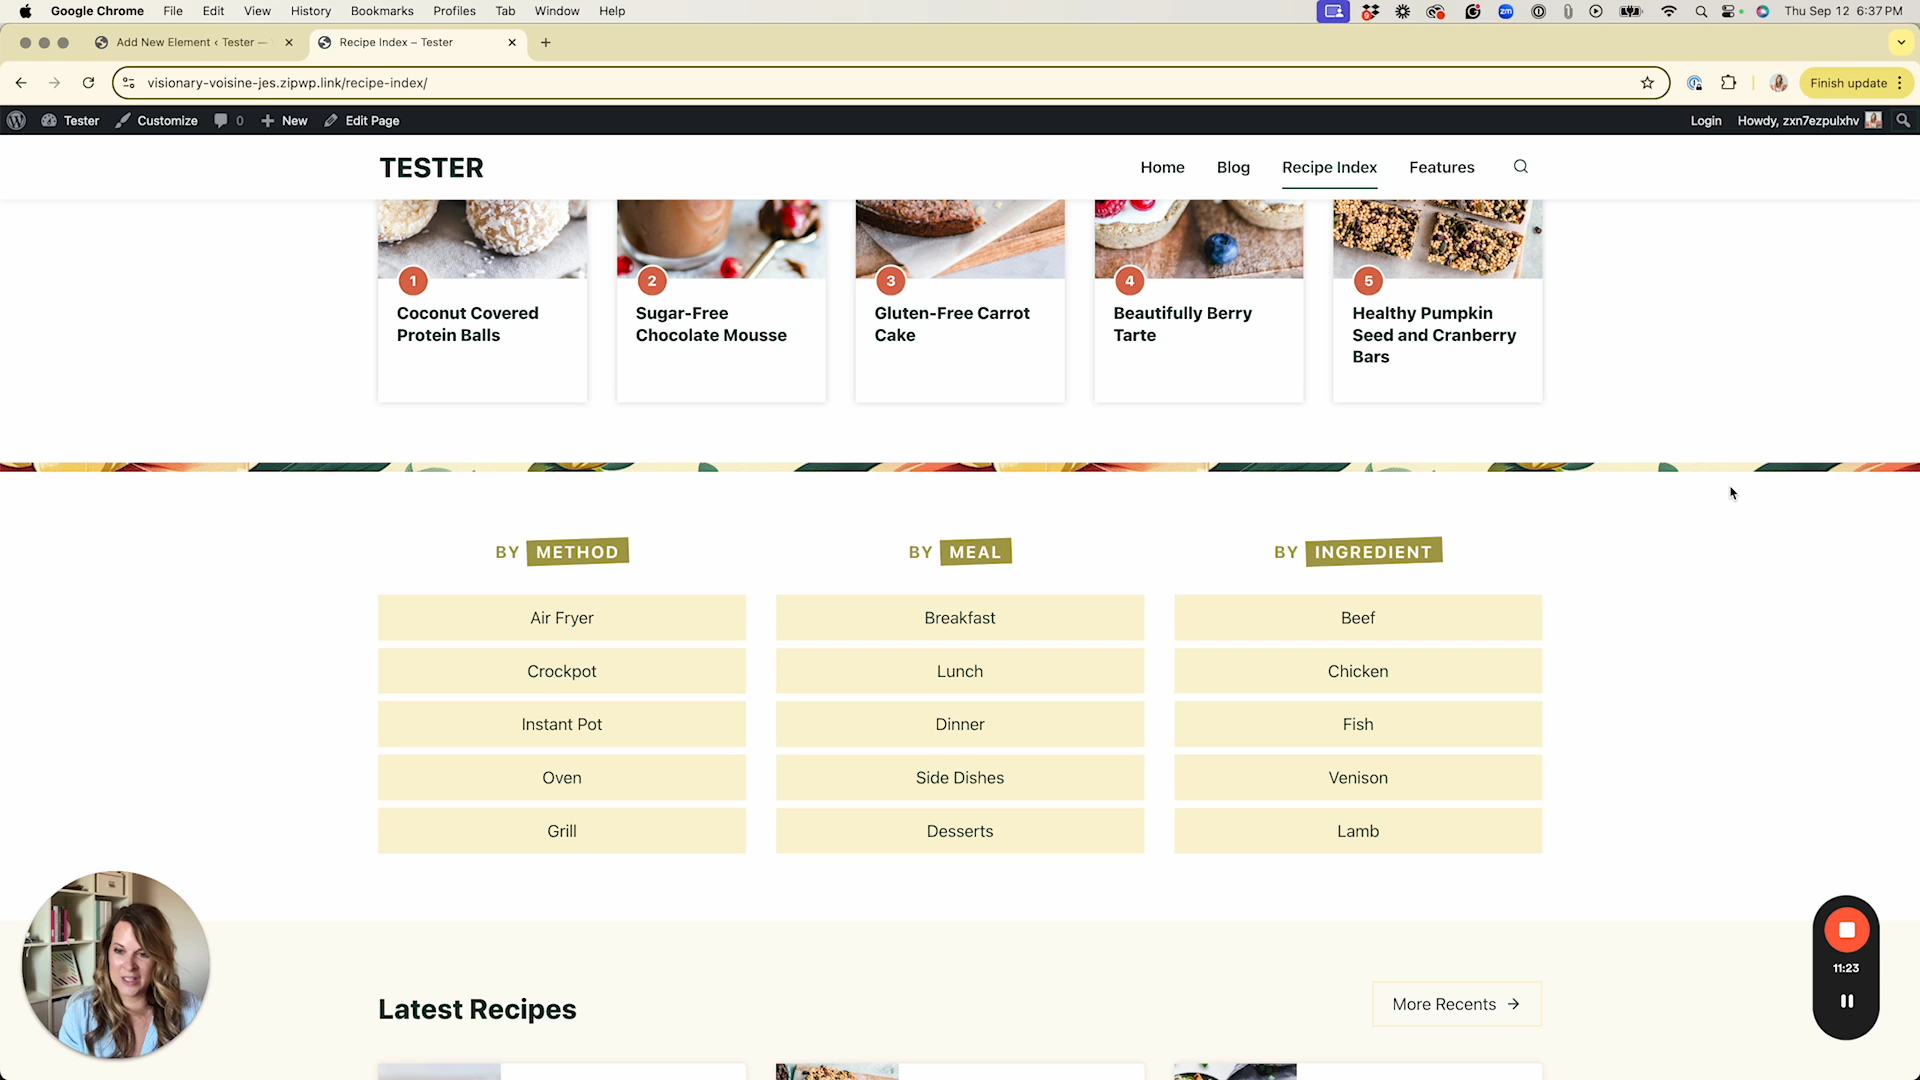 Google Chrome File Edit View History Bookmarks Profiles Tab Window Help
zm
Thu Sep 12 6:37 PM
Add New Element ‹ Tester —
Recipe Index – Tester
visionary-voisine-jes.zipwp.link/recipe-index/
Finish update
Tester Customize 0 New Edit Page
Login Howdy, zxn7ezpulxhv
TESTER
Home Blog Recipe Index Features
1 2 3 4 5
Coconut Covered
Protein Balls
Sugar-Free
Chocolate Mousse
Gluten-Free Carrot
Cake
Beautifully Berry
Tarte
Healthy Pumpkin
Seed and Cranberry
Bars
BY METHOD
Air Fryer
Crockpot
Instant Pot
Oven
Grill
BY MEAL
Breakfast
Lunch
Dinner
Side Dishes
Desserts
BY INGREDIENT
Beef
Chicken
Fish
Venison
Lamb
Latest Recipes
More Recents →
11:23